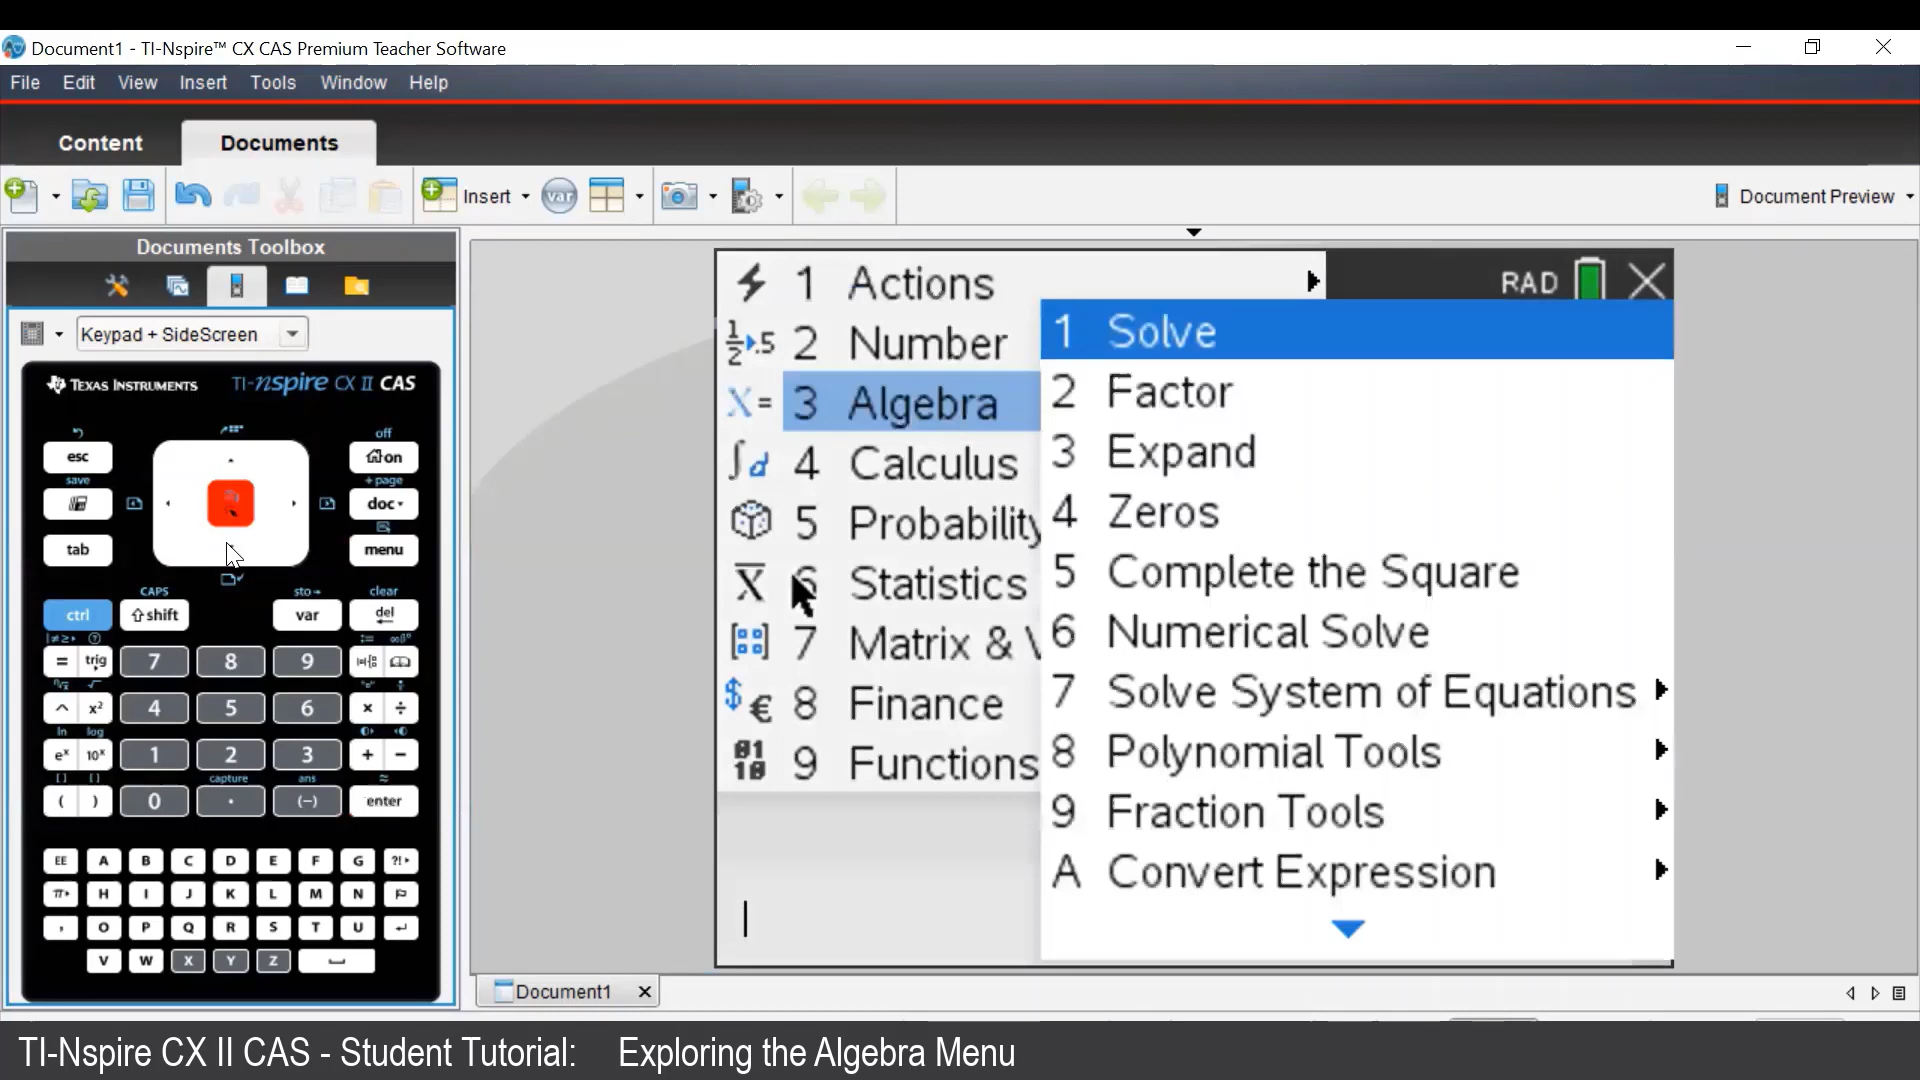 Document1 - TI-Nspire™ CX CAS Premium Teacher Software
File Edit View Insert Tools Window Help
Content Documents
Insert var Document Preview
Documents Toolbox
Keypad + SideScreen
TEXAS INSTRUMENTS TI-nspire CX II CAS
off
esc on
save +page
doc
tab menu
CAPS sto→ clear
ctrl shift var del
= trig 7 8 9
^ x² 4 5 6 × ÷
ln log
eˣ 10ˣ 1 2 3 + −
[ ] { } capture ans ≈
( ) 0 . (−) enter
EE A B C D E F G ?!▸
π▸ H I J K L M N
, O P Q R S T U
V W X Y Z
1 Actions
2 Number
X= 3 Algebra
4 Calculus
5 Probability
6 Statistics
7 Matrix &
$ € 8 Finance
9 Functions
RAD
1 Solve
2 Factor
3 Expand
4 Zeros
5 Complete the Square
6 Numerical Solve
7 Solve System of Equations
8 Polynomial Tools
9 Fraction Tools
A Convert Expression
Document1
TI-Nspire CX II CAS - Student Tutorial: Exploring the Algebra Menu